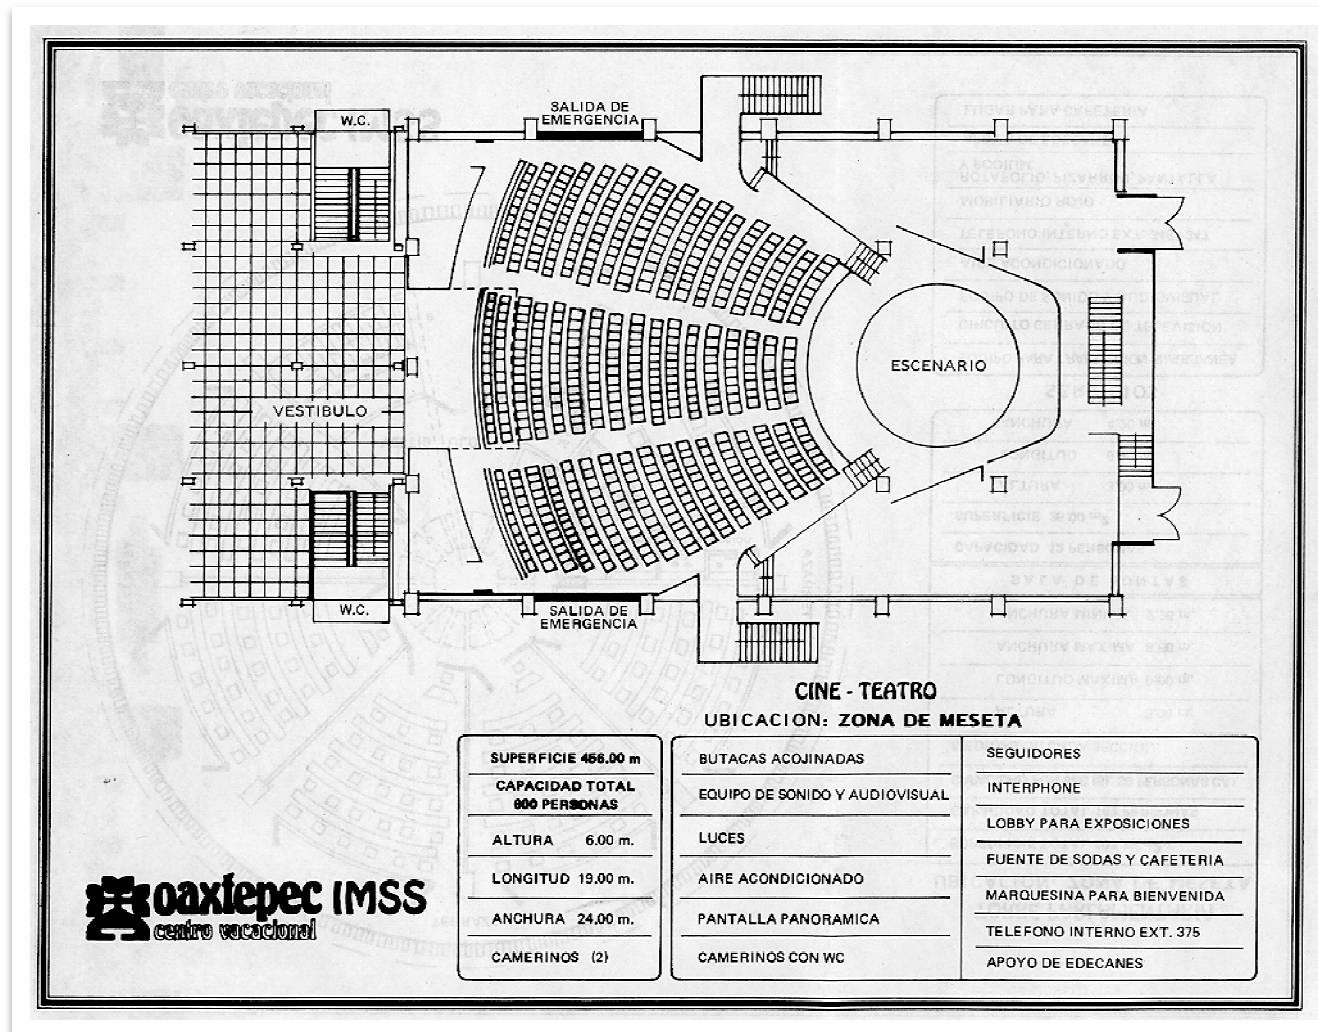 SALIDA DE
EMERGENCIA
W.C.
ESCENARIO
VESTIBULO
W.C.
SALIDA DE
EMERGENCIA
CINE - TEATRO
UBICACION: ZONA DE MESETA
SUPERFICIE 456.00 m
CAPACIDAD TOTAL
600 PERSONAS
ALTURA 6.00 m.
LONGITUD 19.00 m.
ANCHURA 24.00 m.
CAMERINOS (2)
BUTACAS ACOJINADAS
EQUIPO DE SONIDO Y AUDIOVISUAL
LUCES
AIRE ACONDICIONADO
PANTALLA PANORAMICA
CAMERINOS CON WC
SEGUIDORES
INTERPHONE
LOBBY PARA EXPOSICIONES
FUENTE DE SODAS Y CAFETERIA
MARQUESINA PARA BIENVENIDA
TELEFONO INTERNO EXT. 375
APOYO DE EDECANES
oaxtepec IMSS
centro vacacional